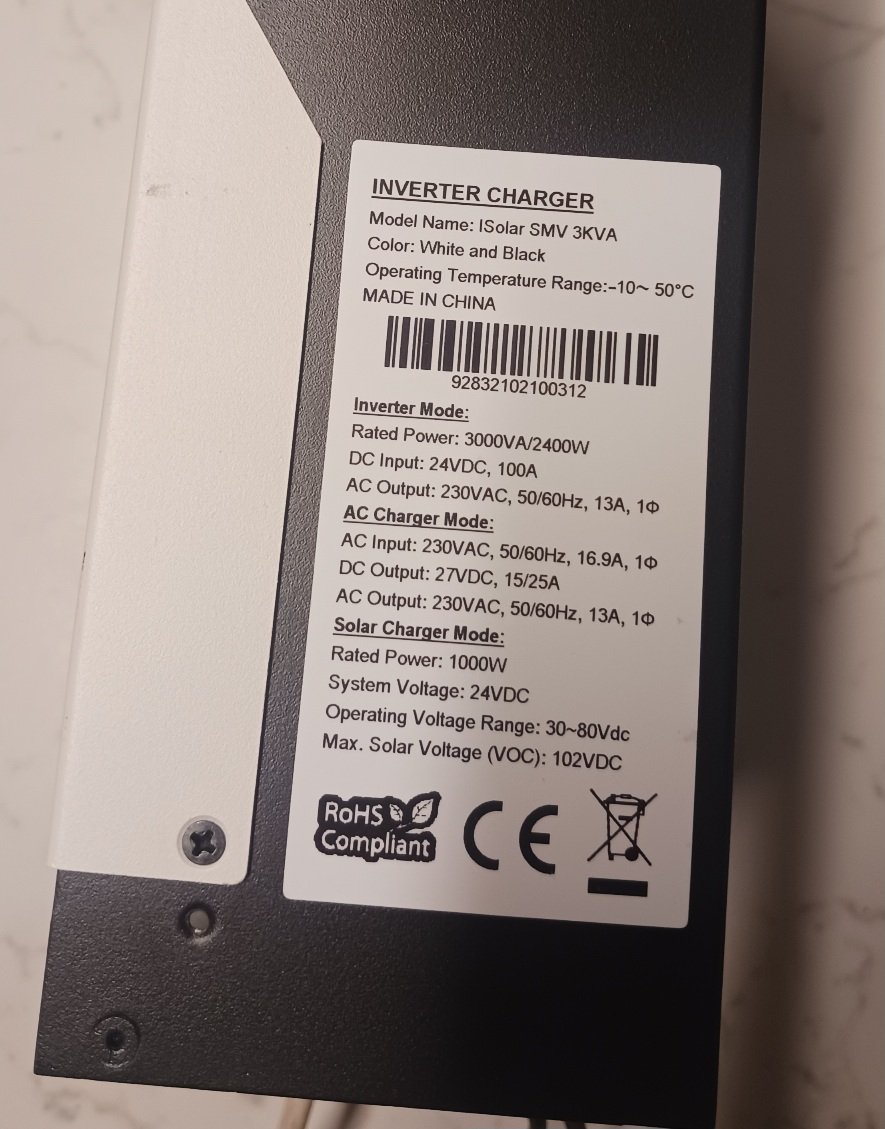 INVERTER CHARGER
Model Name: ISolar SMV 3KVA
Color: White and Black
Operating Temperature Range:-10～ 50°C
MADE IN CHINA
92832102100312
Inverter Mode:
Rated Power: 3000VA/2400W
DC Input: 24VDC, 100A
AC Output: 230VAC, 50/60Hz, 13A, 1Φ
AC Charger Mode:
AC Input: 230VAC, 50/60Hz, 16.9A, 1Φ
DC Output: 27VDC, 15/25A
AC Output: 230VAC, 50/60Hz, 13A, 1Φ
Solar Charger Mode:
Rated Power: 1000W
System Voltage: 24VDC
Operating Voltage Range: 30~80Vdc
Max. Solar Voltage (VOC): 102VDC
RoHS
Compliant
CE